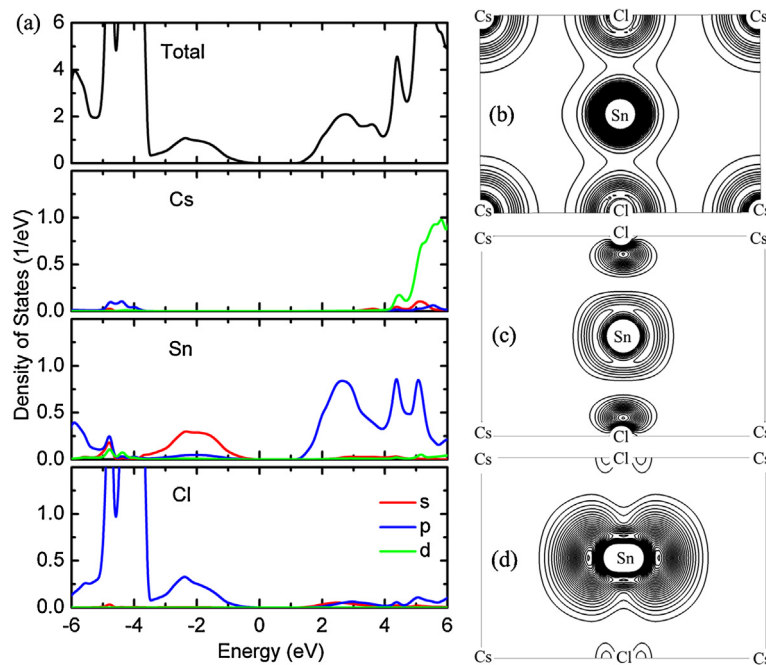 (a)
Density of States (1/eV)
6
4
2
0
Total
1.0
0.5
0.0
Cs
1.0
0.5
0.0
Sn
1.0
0.5
0.0
Cl
s
p
d
-6 -4 -2 0 2 4 6
Energy (eV)
Cs Cl Cs
(b) Sn
Cs Cl Cs
Cs Cl Cs
(c) Sn
Cs Cl Cs
Cs Cl Cs
(d) Sn
Cs Cl Cs